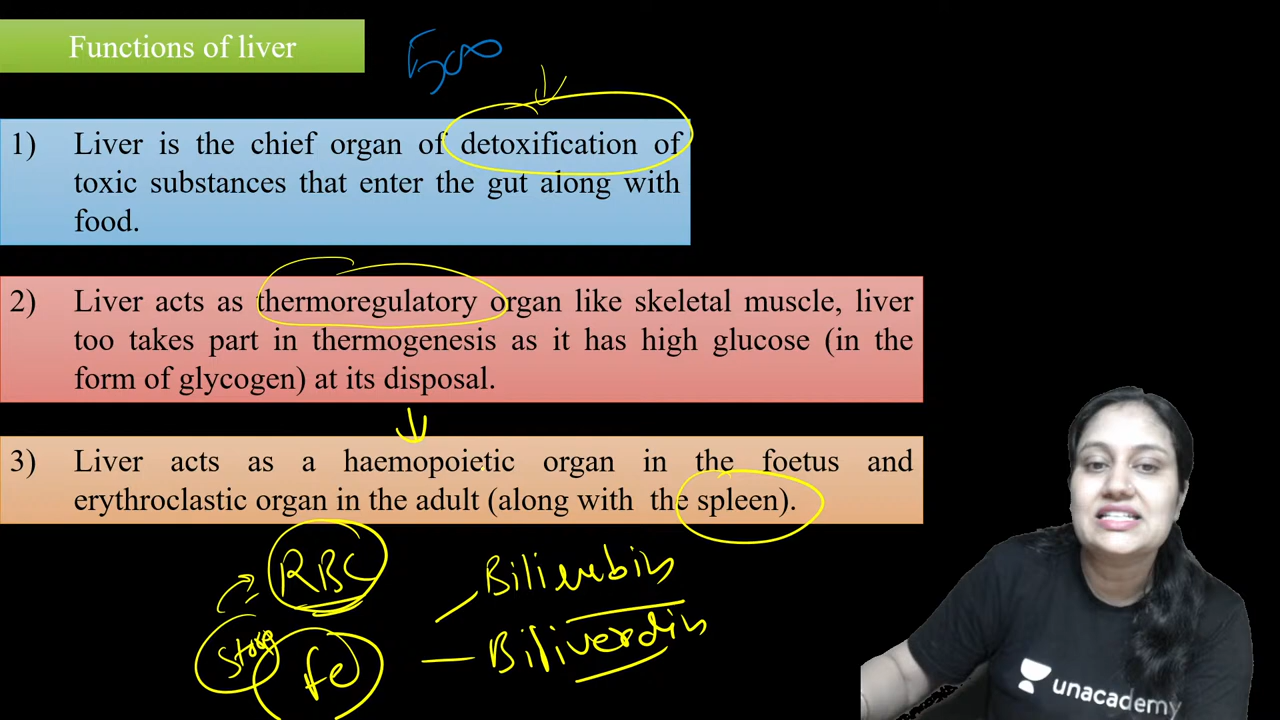 Functions of liver
500
1) Liver is the chief organ of detoxification of
toxic substances that enter the gut along with
food.
2) Liver acts as thermoregulatory organ like skeletal muscle, liver
too takes part in thermogenesis as it has high glucose (in the
form of glycogen) at its disposal.
3) Liver acts as a haemopoietic organ in the foetus and
erythroclastic organ in the adult (along with the spleen).
RBC
Bilirubin
Store
Fe
Biliverdin
unacademy